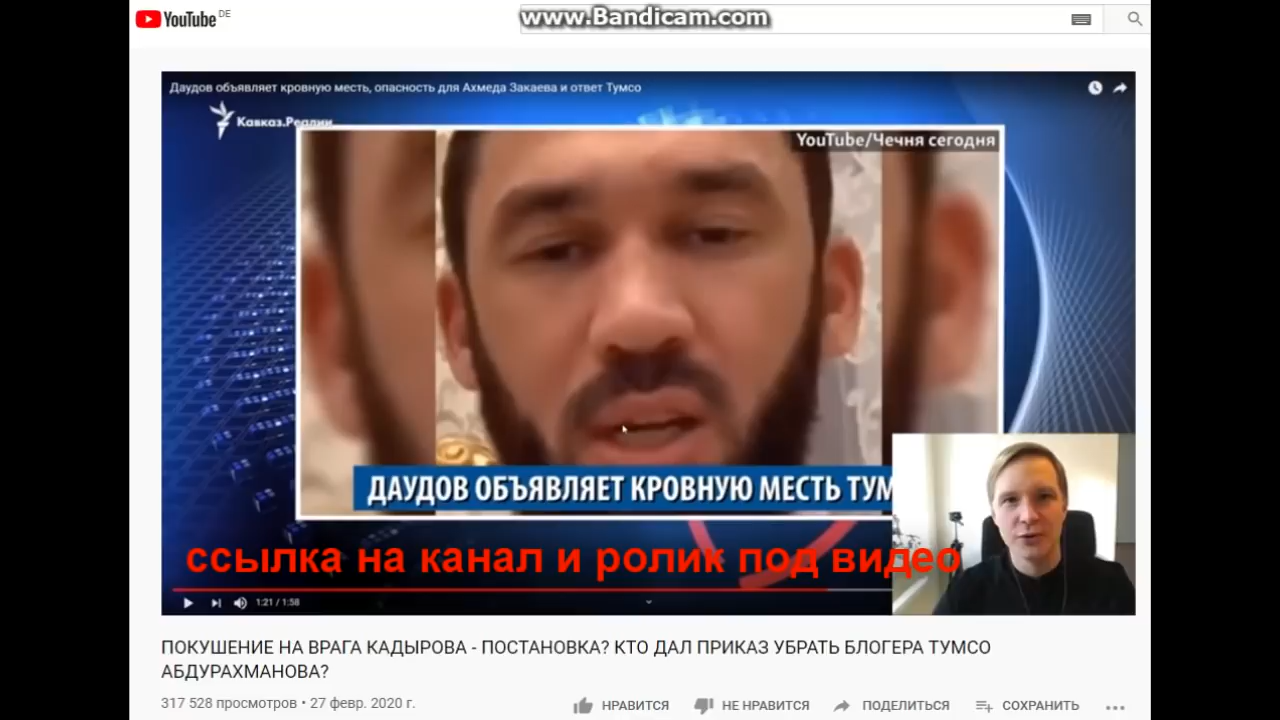 YouTube DE
www.Bandicam.com
Даудов объявляет кровную месть, опасность для Ахмеда Закаева и ответ Тумсо
Кавказ.Реалии
YouTube/Чечня сегодня
ДАУДОВ ОБЪЯВЛЯЕТ КРОВНУЮ МЕСТЬ ТУМ
ссылка на канал и ролик под видео
1:21 / 1:58
ПОКУШЕНИЕ НА ВРАГА КАДЫРОВА - ПОСТАНОВКА? КТО ДАЛ ПРИКАЗ УБРАТЬ БЛОГЕРА ТУМСО
АБДУРАХМАНОВА?
317 528 просмотров • 27 февр. 2020 г. НРАВИТСЯ НЕ НРАВИТСЯ ПОДЕЛИТЬСЯ СОХРАНИТЬ